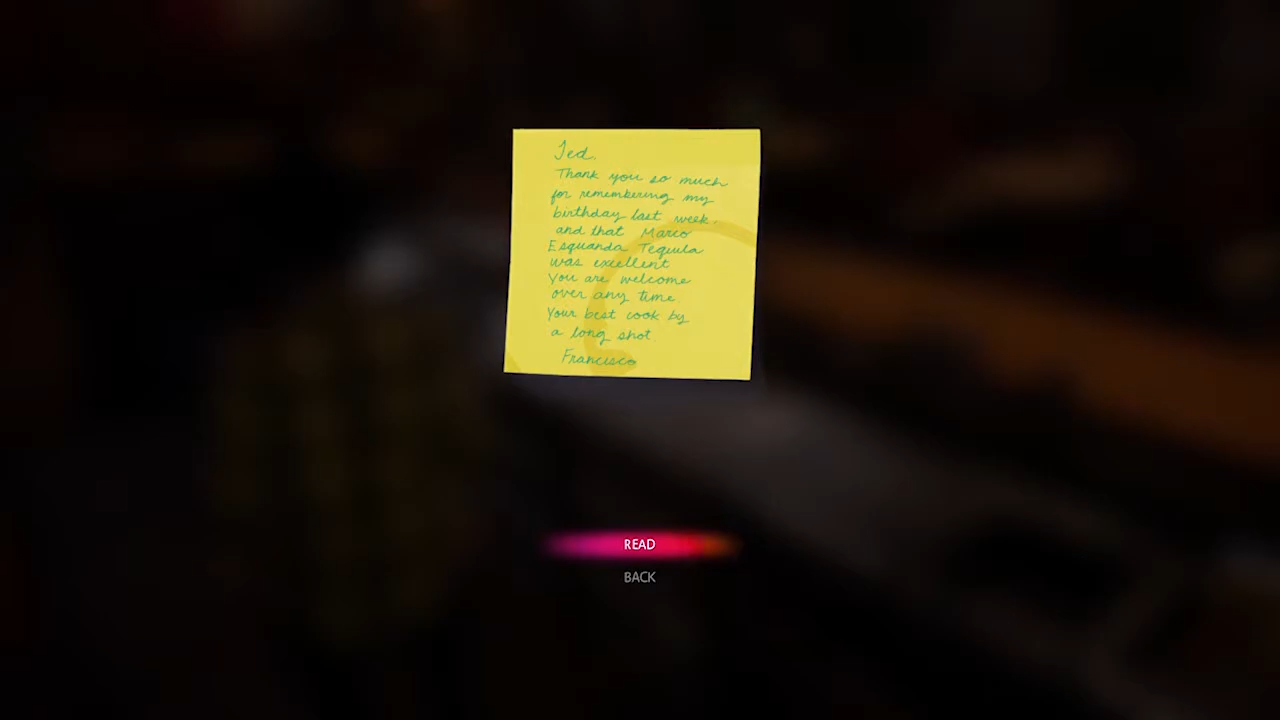 Ted.
Thank you so much
for remembering my
birthday last week.
and that Marco
Esquanda Tequila
was excellent
You are welcome
over any time.
Your best cook by
a long shot
Francisco
READ
BACK